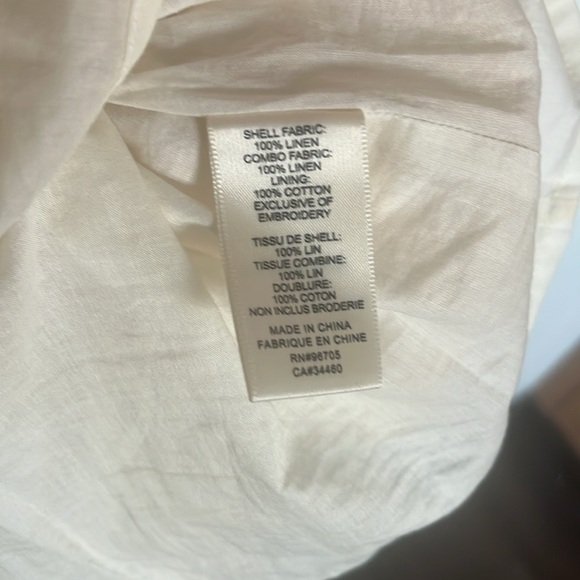 SHELL FABRIC:
100% LINEN
COMBO FABRIC:
100% LINEN
LINING:
100% COTTON
EXCLUSIVE OF
EMBROIDERY
TISSU DE SHELL:
100% LIN
TISSUE COMBINE:
100% LIN
DOUBLURE:
100% COTON
NON INCLUS BRODERIE
MADE IN CHINA
FABRIQUE EN CHINE
RN#96705
CA#34460